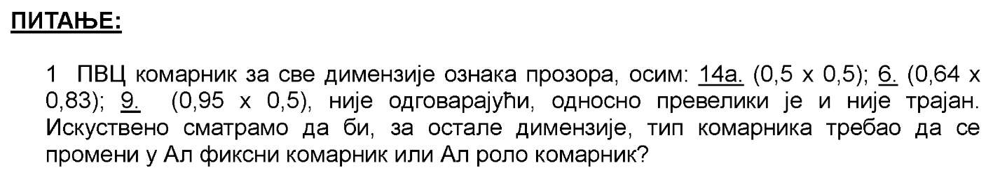 ПИТАЊЕ:
1 ПВЦ комарник за све димензије ознака прозора, осим: 14а. (0,5 х 0,5); 6. (0,64 х
0,83); 9. (0,95 х 0,5), није одговарајући, односно превелики је и није трајан.
Искуствено сматрамо да би, за остале димензије, тип комарника требао да се
промени у Ал фиксни комарник или Ал роло комарник?